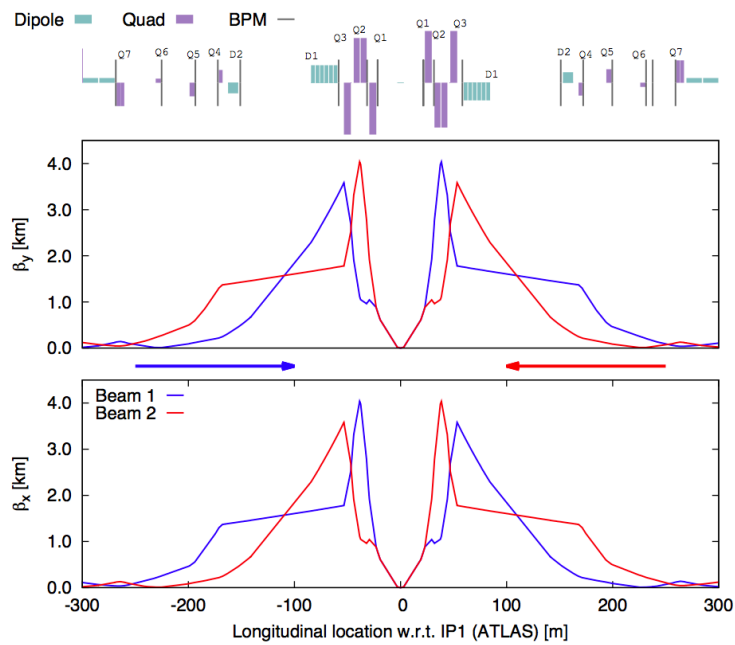 Dipole Quad BPM
Q7 Q6 Q5 Q4 D2 D1 Q3 Q2 Q1 Q1 Q2 Q3 D1 D2 Q4 Q5 Q6 Q7
βy [km]
4.0
3.0
2.0
1.0
0.0
Beam 1
Beam 2
βx [km]
4.0
3.0
2.0
1.0
0.0
-300 -200 -100 0 100 200 300
Longitudinal location w.r.t. IP1 (ATLAS) [m]